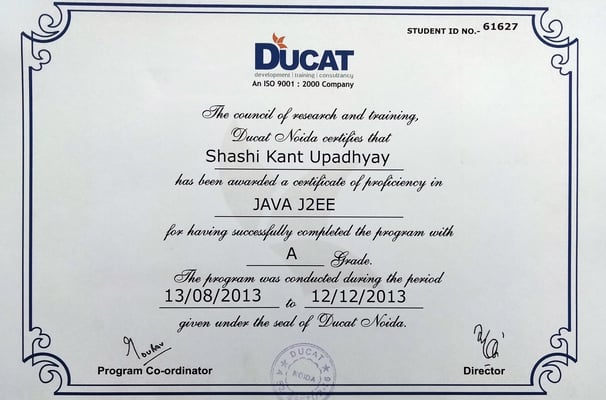 STUDENT ID NO.- 61627
DUCAT
development | training | consultancy
An ISO 9001 : 2000 Company
The council of research and training,
Ducat Noida certifies that
Shashi Kant Upadhyay
has been awarded a certificate of proficiency in
JAVA J2EE
for having successfully completed the program with
A Grade.
The program was conducted during the period
13/08/2013 to 12/12/2013
given under the seal of Ducat Noida.
DUCAT
NOIDA
Program Co-ordinator
Director